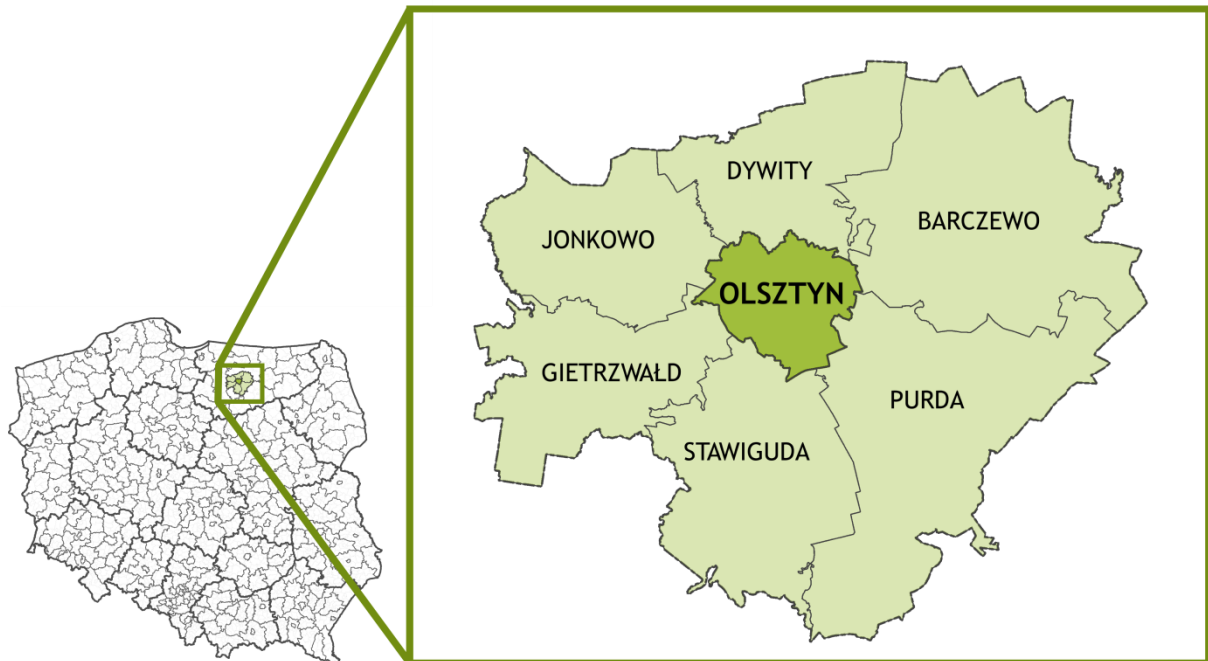 DYWITY
BARCZEWO
JONKOWO
OLSZTYN
GIETRZWAŁD
PURDA
STAWIGUDA